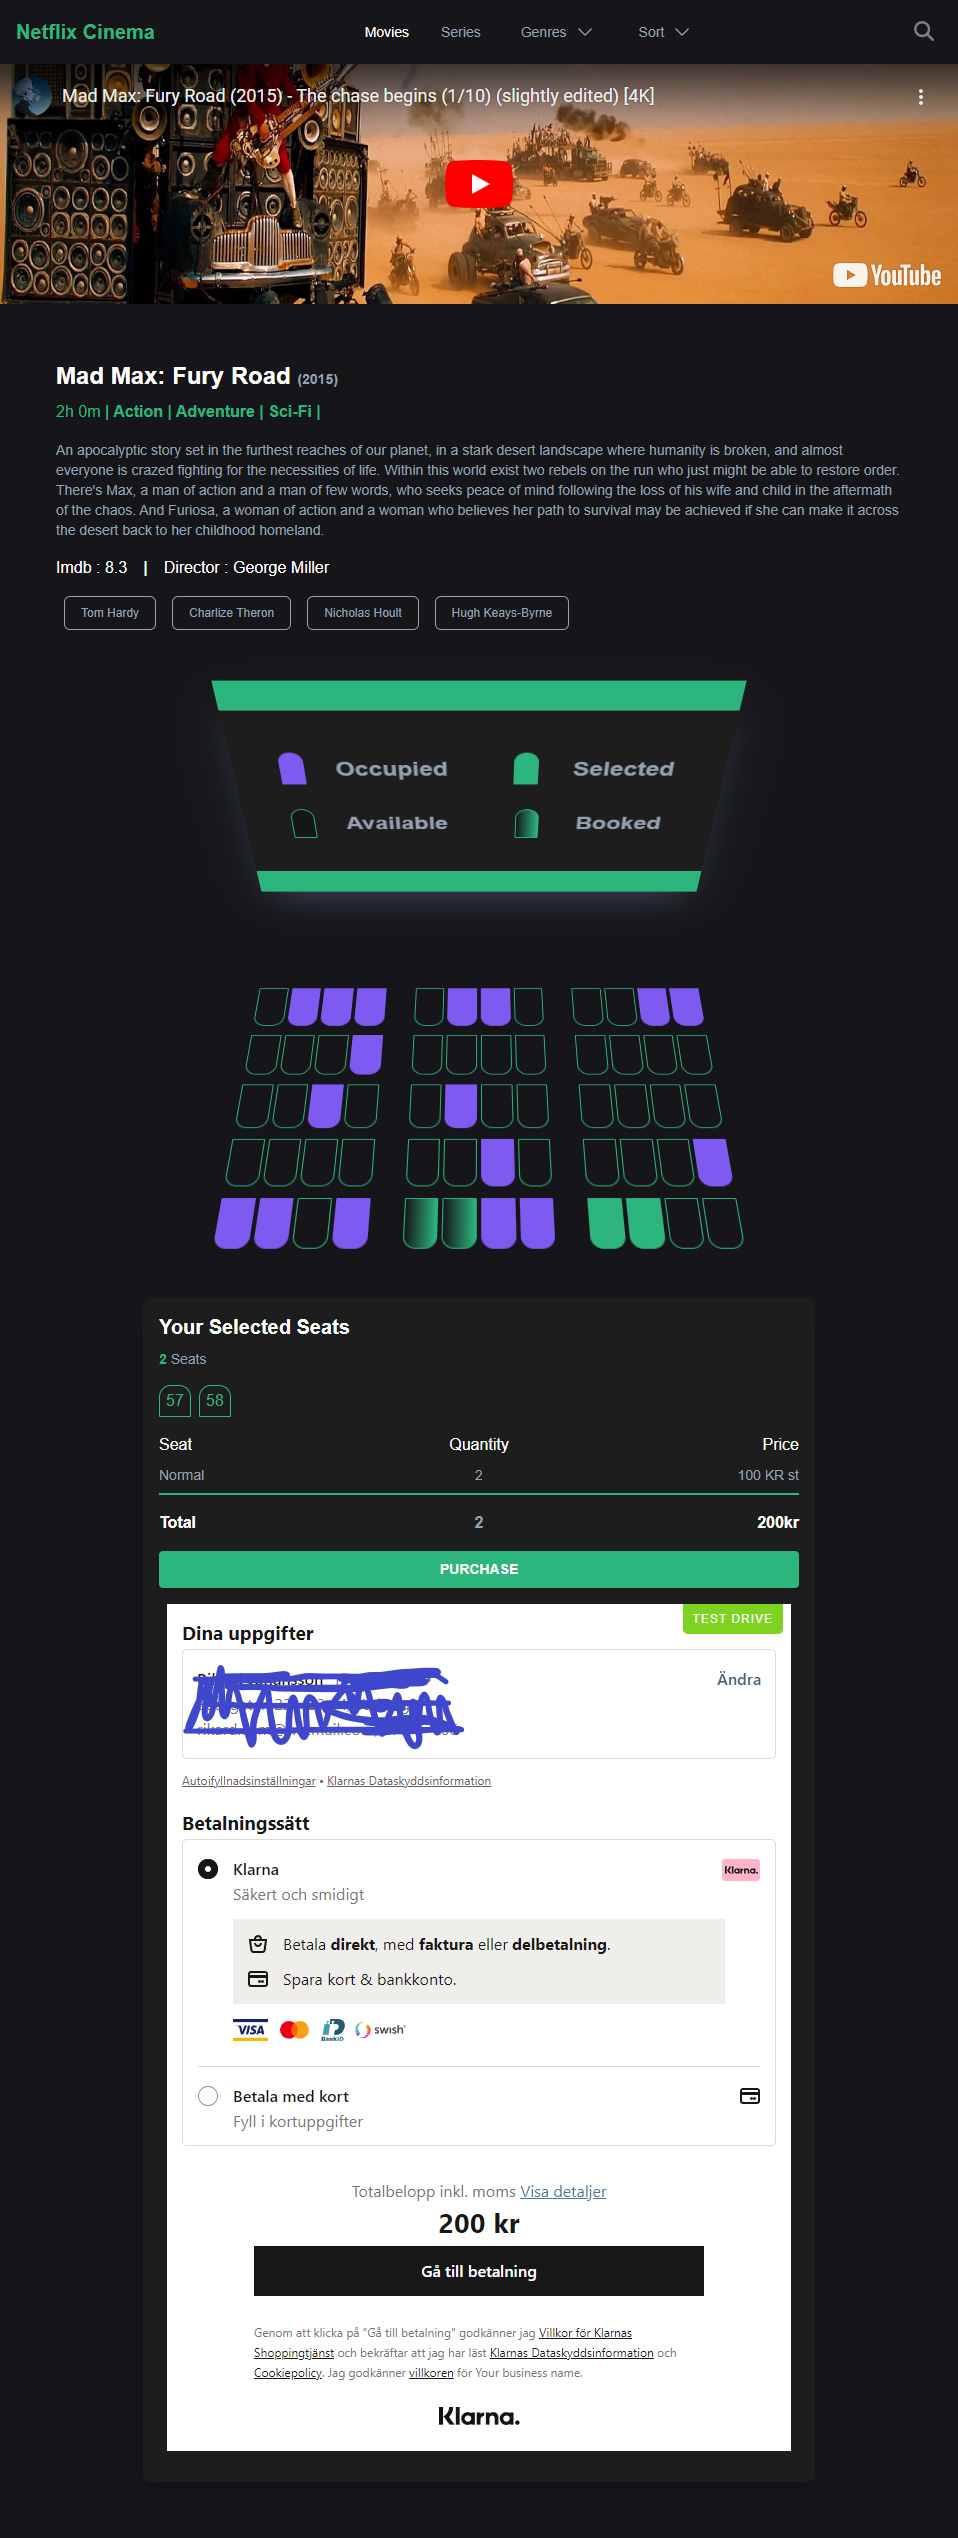 Netflix Cinema
Movies Series Genres Sort
Mad Max: Fury Road (2015) - The chase begins (1/10) (slightly edited) [4K]
YouTube
Mad Max: Fury Road (2015)
2h 0m | Action | Adventure | Sci-Fi |
An apocalyptic story set in the furthest reaches of our planet, in a stark desert landscape where humanity is broken, and almost
everyone is crazed fighting for the necessities of life. Within this world exist two rebels on the run who just might be able to restore order.
There's Max, a man of action and a man of few words, who seeks peace of mind following the loss of his wife and child in the aftermath
of the chaos. And Furiosa, a woman of action and a woman who believes her path to survival may be achieved if she can make it across
the desert back to her childhood homeland.
Imdb : 8.3 | Director : George Miller
Tom Hardy Charlize Theron Nicholas Hoult Hugh Keays-Byrne
Occupied Selected
Available Booked
Your Selected Seats
2 Seats
57 58
Seat Quantity Price
Normal 2 100 KR st
Total 2 200kr
PURCHASE
TEST DRIVE
Dina uppgifter
Ändra
Autoifyllnadsinställningar • Klarnas Dataskyddsinformation
Betalningssätt
Klarna
Klarna.
Säkert och smidigt
Betala direkt, med faktura eller delbetalning.
Spara kort & bankkonto.
VISA BankID swish
Betala med kort
Fyll i kortuppgifter
Totalbelopp inkl. moms Visa detaljer
200 kr
Gå till betalning
Genom att klicka på "Gå till betalning" godkänner jag Villkor för Klarnas
Shoppingtjänst och bekräftar att jag har läst Klarnas Dataskyddsinformation och
Cookiepolicy. Jag godkänner villkoren för Your business name.
Klarna.